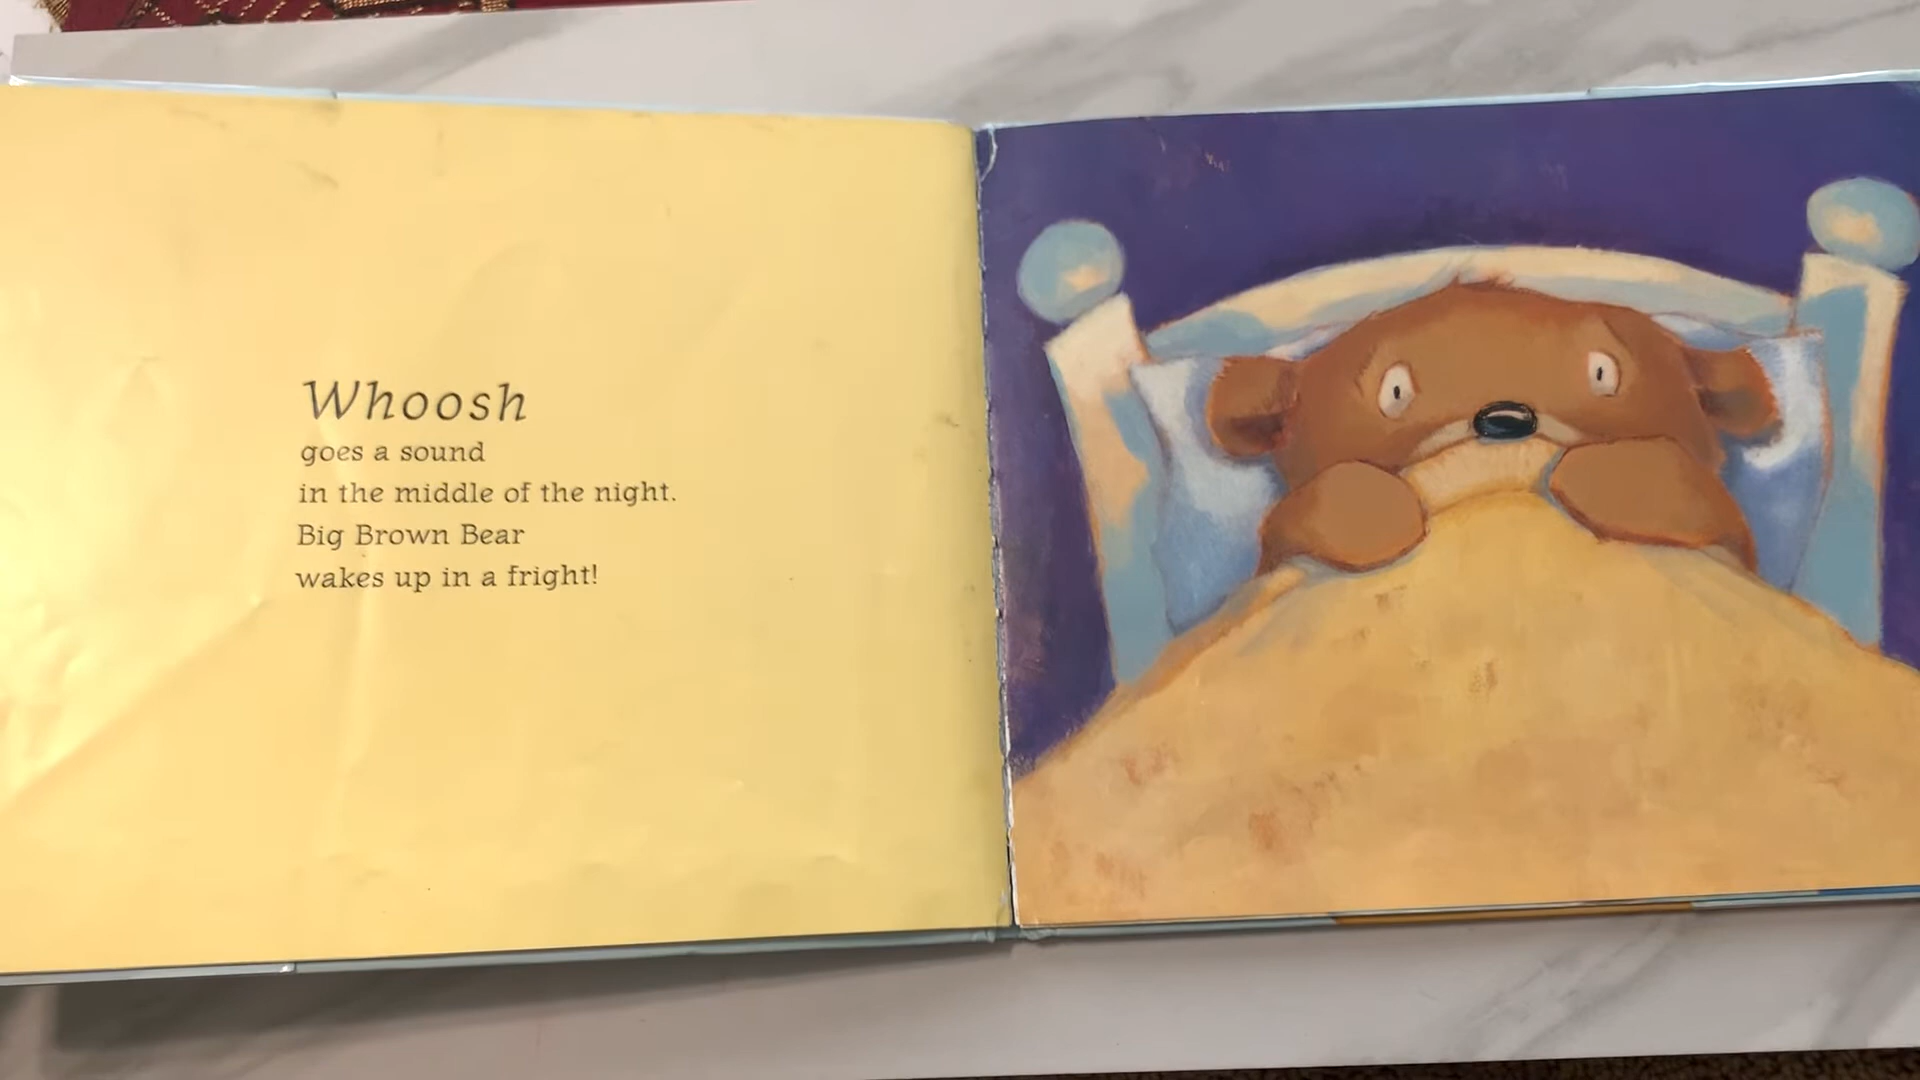 Whoosh
goes a sound
in the middle of the night.
Big Brown Bear
wakes up in a fright!